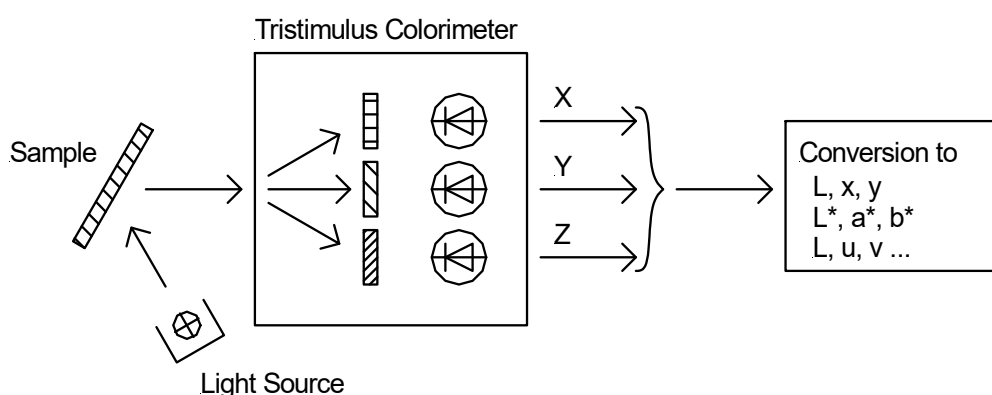 Tristimulus Colorimeter
Sample
X
Y
Z
Conversion to
L, x, y
L*, a*, b*
L, u, v ...
Light Source